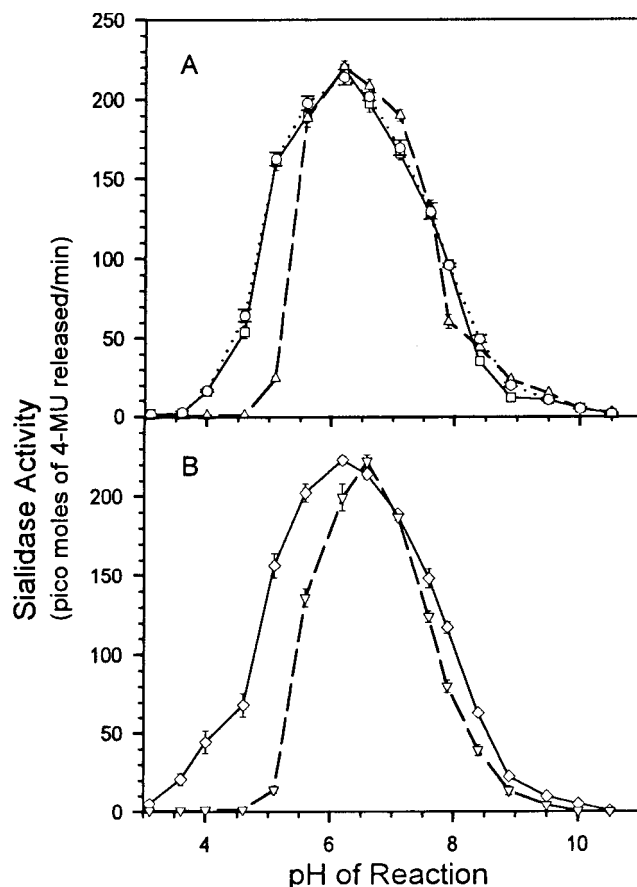 A
250
200
150
100
50
0
B
200
150
100
50
0
Sialidase Activity
(pico moles of 4-MU released/min)
4 6 8 10
pH of Reaction